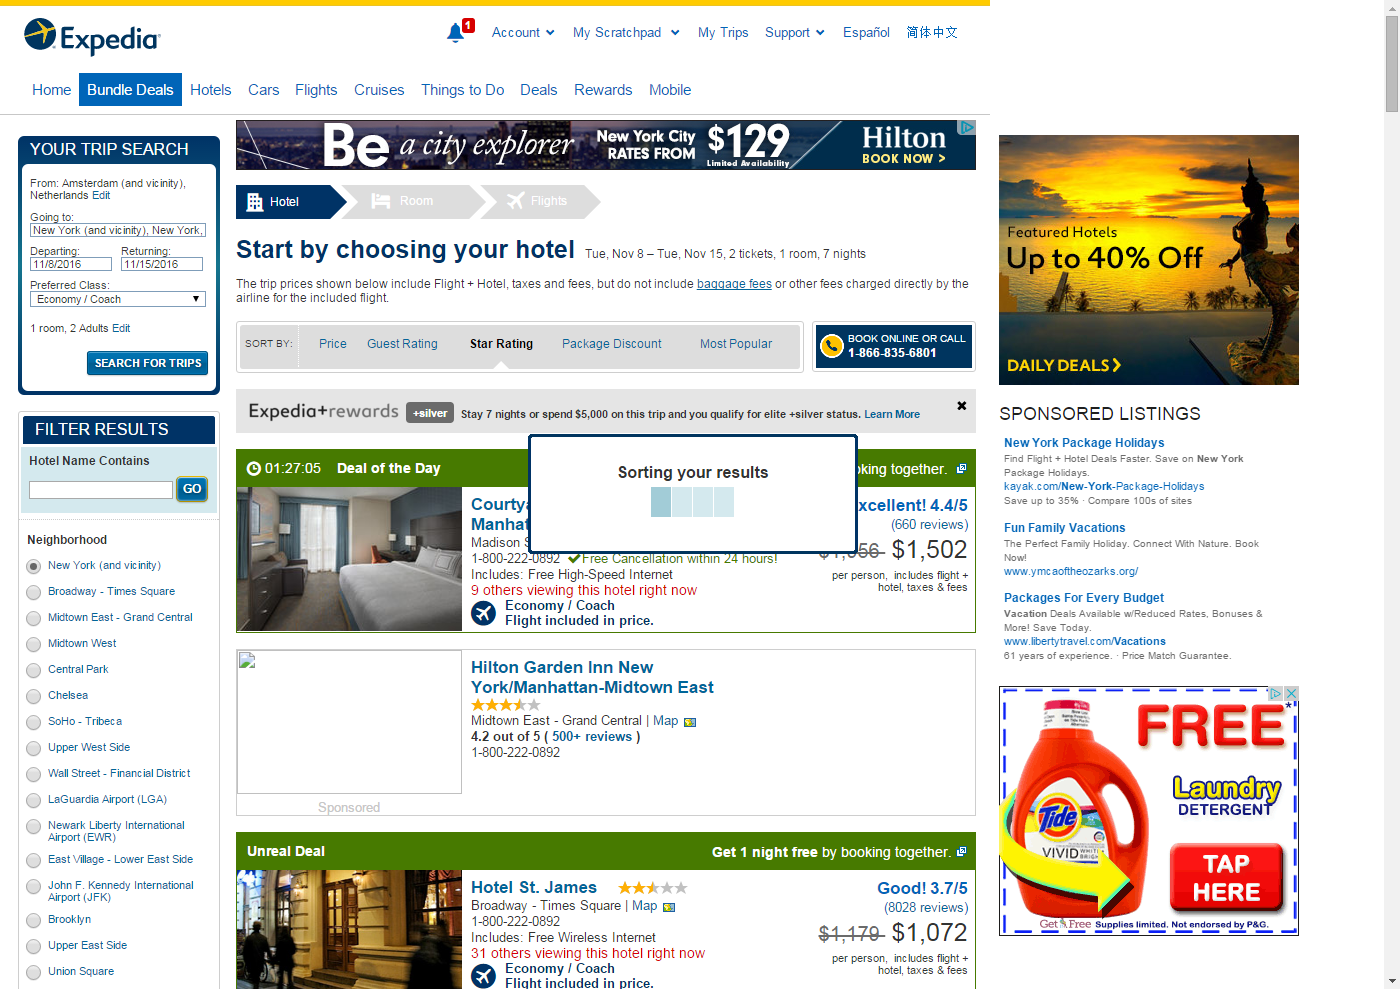 Expedia
1
Account
My Scratchpad
My Trips
Support
Español
简体中文
Home
Bundle Deals
Hotels
Cars
Flights
Cruises
Things to Do
Deals
Rewards
Mobile
YOUR TRIP SEARCH
From: Amsterdam (and vicinity),
Netherlands Edit
Going to:
New York (and vicinity), New York,
Departing:
Returning:
11/8/2016
11/15/2016
Preferred Class:
Economy / Coach
1 room, 2 Adults Edit
SEARCH FOR TRIPS
FILTER RESULTS
Hotel Name Contains
GO
Neighborhood
New York (and vicinity)
Broadway - Times Square
Midtown East - Grand Central
Midtown West
Central Park
Chelsea
SoHo - Tribeca
Upper West Side
Wall Street - Financial District
LaGuardia Airport (LGA)
Newark Liberty International
Airport (EWR)
East Village - Lower East Side
John F. Kennedy International
Airport (JFK)
Brooklyn
Upper East Side
Union Square
Be a city explorer
New York City
RATES FROM
$129
Limited Availability
Hilton
BOOK NOW >
Hotel
Room
Flights
Start by choosing your hotel
Tue, Nov 8 – Tue, Nov 15, 2 tickets, 1 room, 7 nights
The trip prices shown below include Flight + Hotel, taxes and fees, but do not include baggage fees or other fees charged directly by the
airline for the included flight.
SORT BY:
Price
Guest Rating
Star Rating
Package Discount
Most Popular
BOOK ONLINE OR CALL
1-866-835-6801
Expedia+rewards
+silver
Stay 7 nights or spend $5,000 on this trip and you qualify for elite +silver status. Learn More
01:27:05
Deal of the Day
oking together.
Sorting your results
Courtya
Manhat
Madison S
1-800-222-0892
Free Cancellation within 24 hours!
Includes: Free High-Speed Internet
9 others viewing this hotel right now
Economy / Coach
Flight included in price.
xcellent! 4.4/5
(660 reviews)
$1,502
per person, includes flight +
hotel, taxes & fees
Hilton Garden Inn New
York/Manhattan-Midtown East
Midtown East - Grand Central | Map
4.2 out of 5 ( 500+ reviews )
1-800-222-0892
Sponsored
Unreal Deal
Get 1 night free by booking together.
Hotel St. James
Broadway - Times Square | Map
1-800-222-0892
Includes: Free Wireless Internet
31 others viewing this hotel right now
Economy / Coach
Flight included in price.
Good! 3.7/5
(8028 reviews)
$1,179 $1,072
per person, includes flight +
hotel, taxes & fees
Featured Hotels
Up to 40% Off
DAILY DEALS
SPONSORED LISTINGS
New York Package Holidays
Find Flight + Hotel Deals Faster. Save on New York
Package Holidays.
kayak.com/New-York-Package-Holidays
Save up to 35% · Compare 100s of sites
Fun Family Vacations
The Perfect Family Holiday. Connect With Nature. Book
Now!
www.ymcaoftheozarks.org/
Packages For Every Budget
Vacation Deals Available w/Reduced Rates, Bonuses &
More! Save Today.
www.libertytravel.com/Vacations
61 years of experience. · Price Match Guarantee.
FREE*
Laundry
DETERGENT
Tide
VIVID WHITE
BRIGH
TAP
HERE
Get it Free
Supplies limited. Not endorsed by P&G.